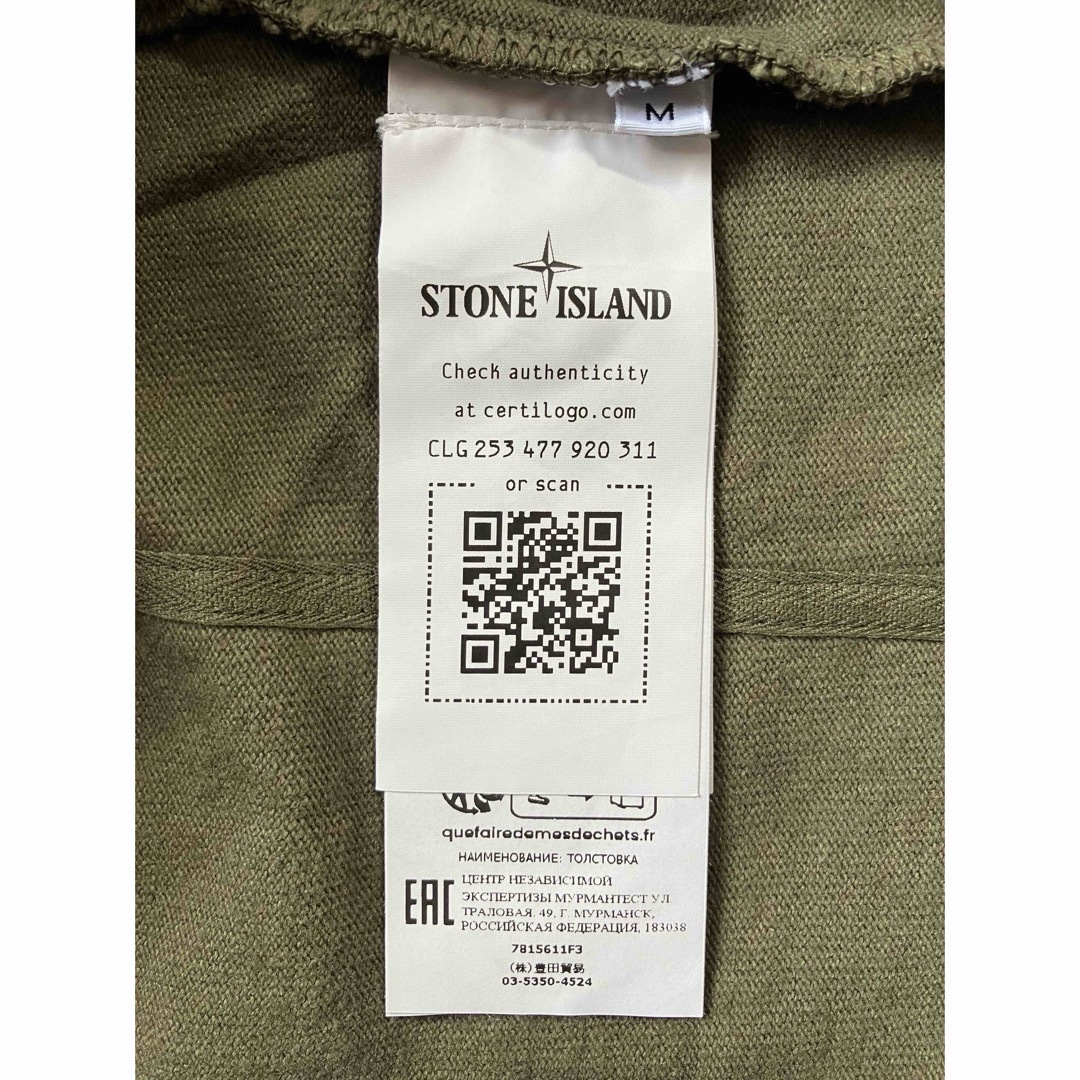 M
STONE ISLAND
Check authenticity
at certilogo.com
CLG 253 477 920 311
or scan
quefairedemesdechets.fr
НАИМЕНОВАНИЕ: ТОЛСТОВКА
EAC
ЦЕНТР НЕЗАВИСИМОЙ
ЭКСПЕРТИЗЫ МУРМАНТЕСТ УЛ.
ТРАЛОВАЯ. 49, Г. МУРМАНСК,
РОССИЙСКАЯ ФЕДЕРАЦИЯ, 183038
7815611F3
(株)豊田貿易
03-5350-4524